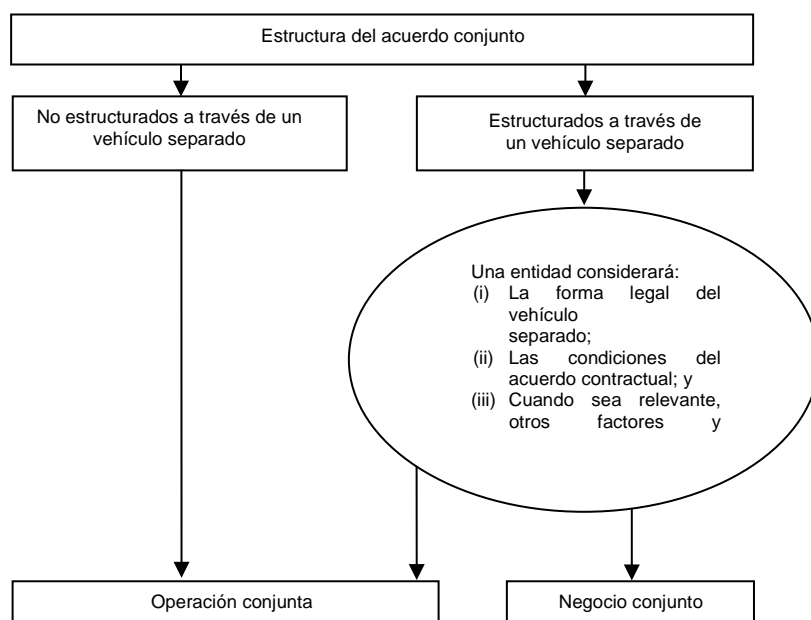 Estructura del acuerdo conjunto
No estructurados a través de un
vehículo separado
Estructurados a través de
un vehículo separado
Una entidad considerará:
(i) La forma legal del
vehículo
separado;
(ii) Las condiciones del
acuerdo contractual; y
(iii) Cuando sea relevante,
otros factores y
Operación conjunta
Negocio conjunto